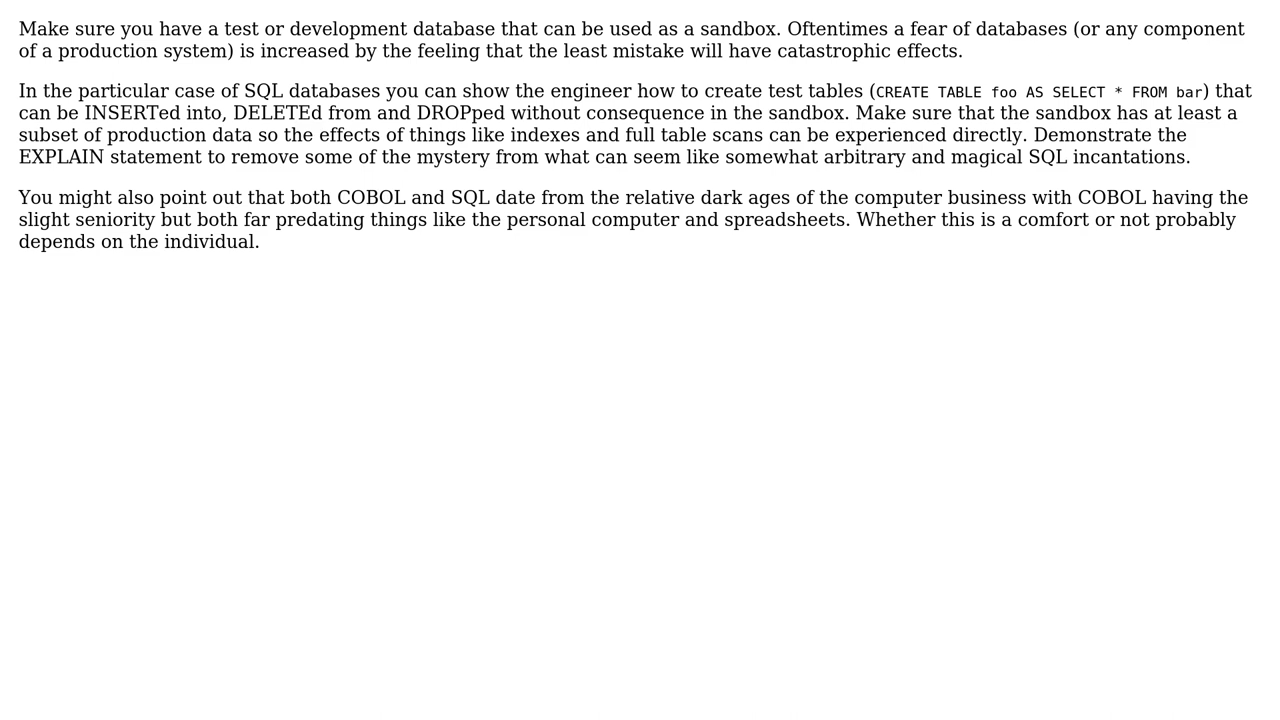 Make sure you have a test or development database that can be used as a sandbox. Oftentimes a fear of databases (or any component
of a production system) is increased by the feeling that the least mistake will have catastrophic effects.
In the particular case of SQL databases you can show the engineer how to create test tables (CREATE TABLE foo AS SELECT * FROM bar) that
can be INSERTed into, DELETEd from and DROPped without consequence in the sandbox. Make sure that the sandbox has at least a
subset of production data so the effects of things like indexes and full table scans can be experienced directly. Demonstrate the
EXPLAIN statement to remove some of the mystery from what can seem like somewhat arbitrary and magical SQL incantations.
You might also point out that both COBOL and SQL date from the relative dark ages of the computer business with COBOL having the
slight seniority but both far predating things like the personal computer and spreadsheets. Whether this is a comfort or not probably
depends on the individual.